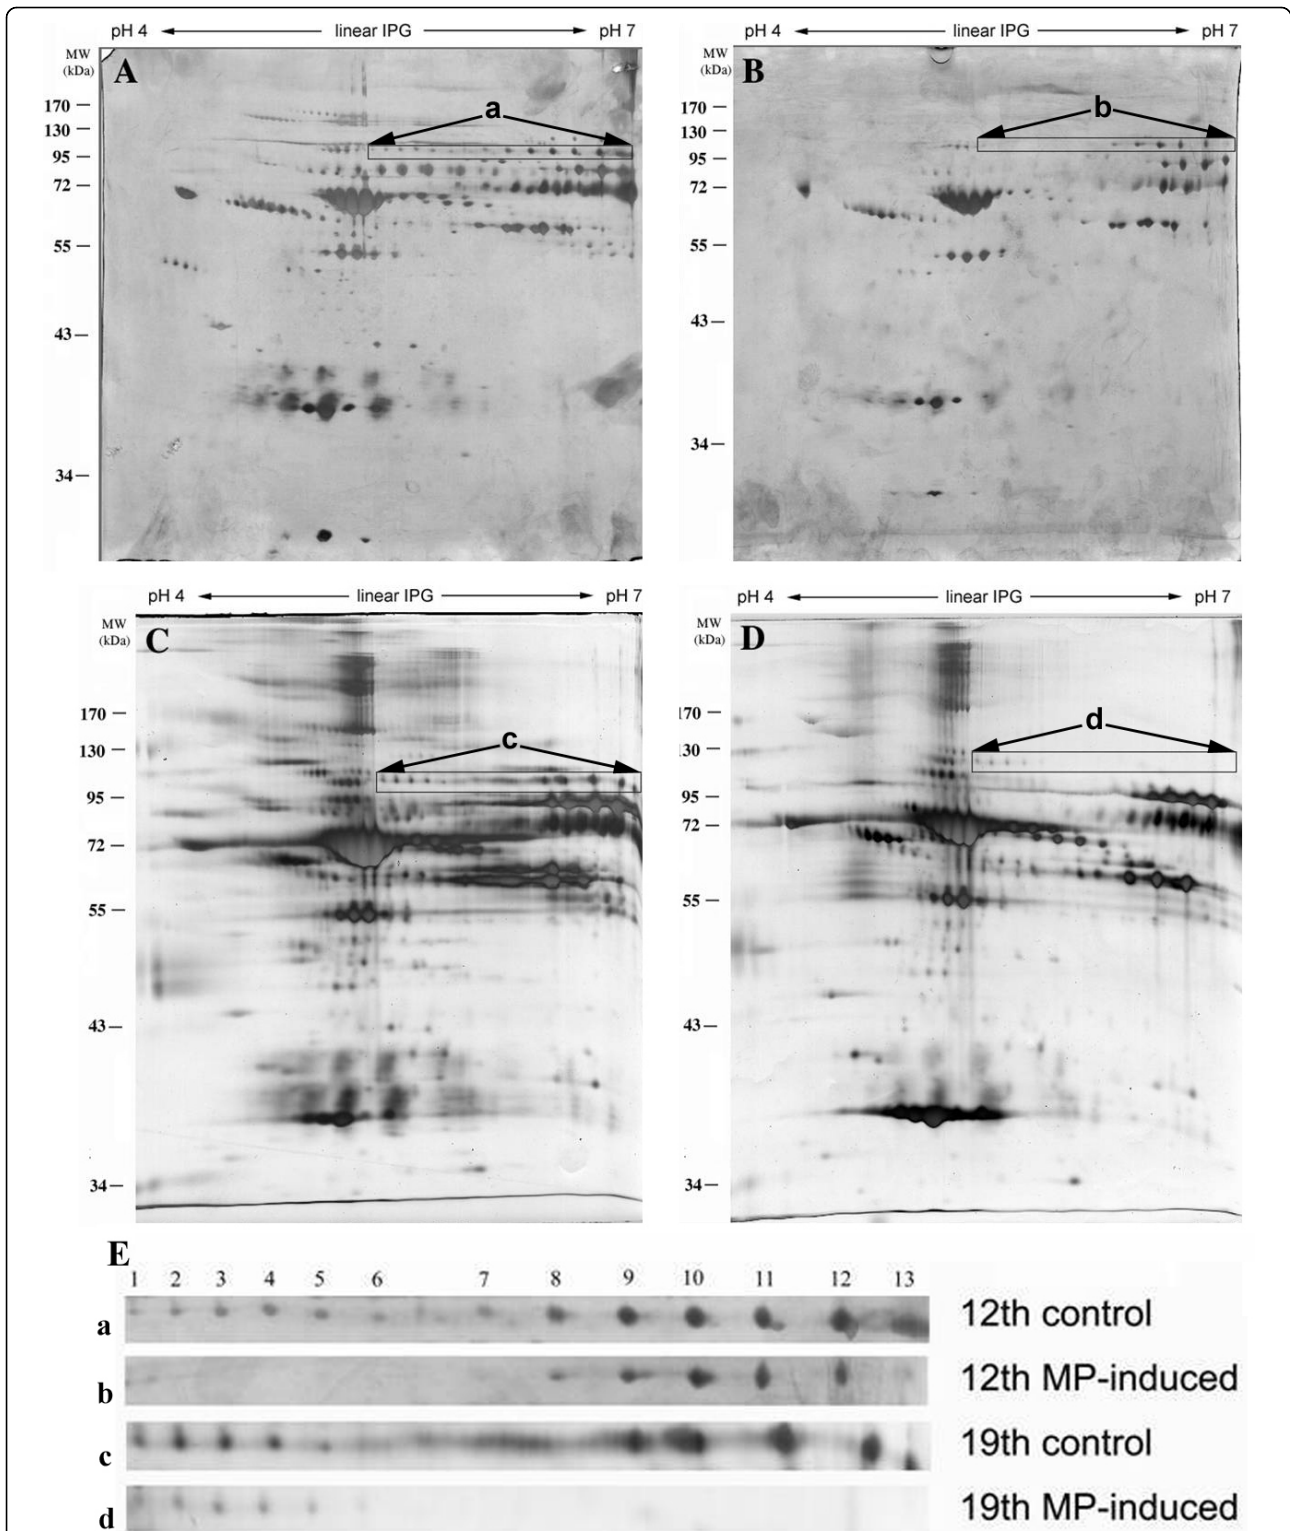 pH 4 linear IPG pH 7
MW
(kDa)
A
a
170
130
95
72
55
43
34
pH 4 linear IPG pH 7
MW
(kDa)
B
b
170
130
95
72
55
43
34
pH 4 linear IPG pH 7
MW
(kDa)
C
c
170
130
95
72
55
43
34
pH 4 linear IPG pH 7
MW
(kDa)
D
d
170
130
95
72
55
43
34
E
1 2 3 4 5 6 7 8 9 10 11 12 13
a 12th control
b 12th MP-induced
c 19th control
d 19th MP-induced